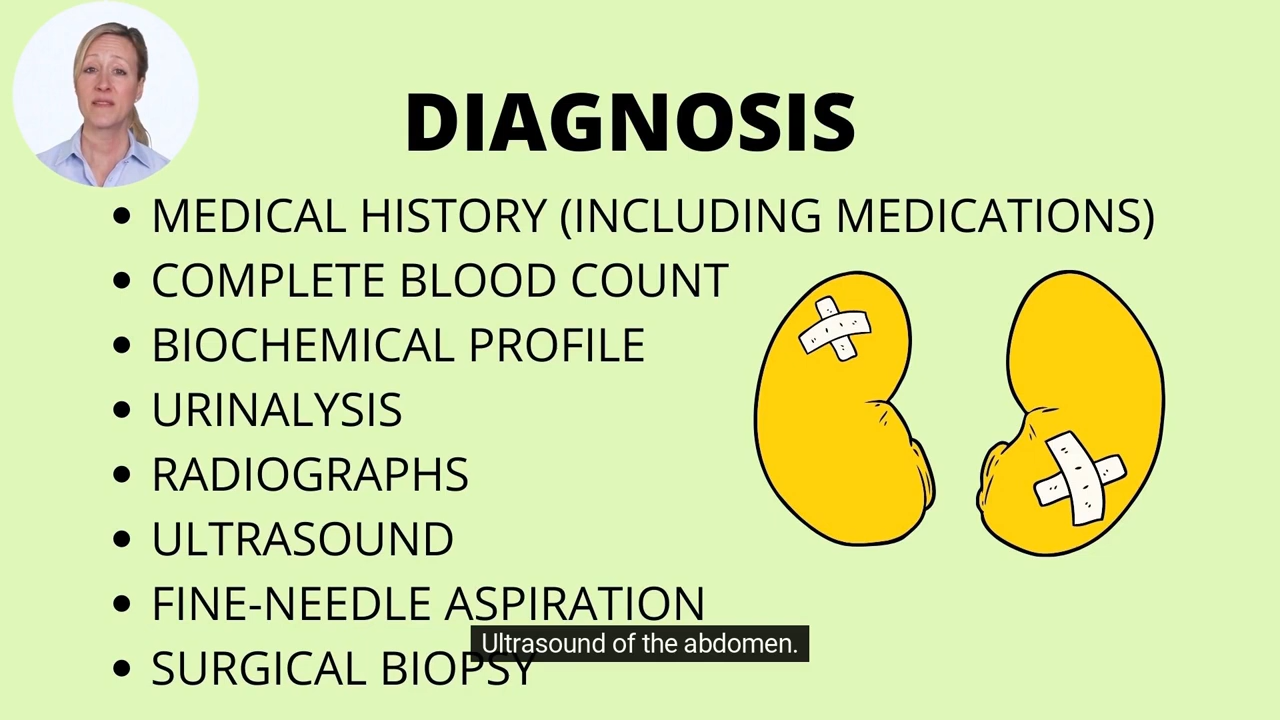 DIAGNOSIS
• MEDICAL HISTORY (INCLUDING MEDICATIONS)
• COMPLETE BLOOD COUNT
• BIOCHEMICAL PROFILE
• URINALYSIS
• RADIOGRAPHS
• ULTRASOUND
• FINE-NEEDLE ASPIRATION
Ultrasound of the abdomen.
• SURGICAL BIOPSY